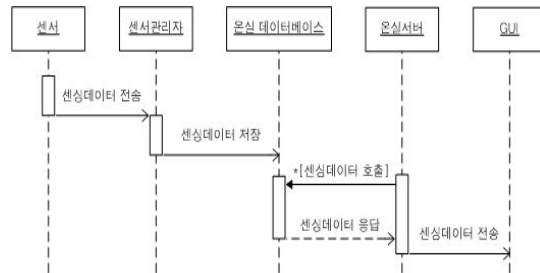 센서 센서관리자 온실 데이터베이스 온실서버 GUI
센싱데이터 전송
센싱데이터 저장
*[센싱데이터 호출]
센싱데이터 응답
센싱데이터 전송